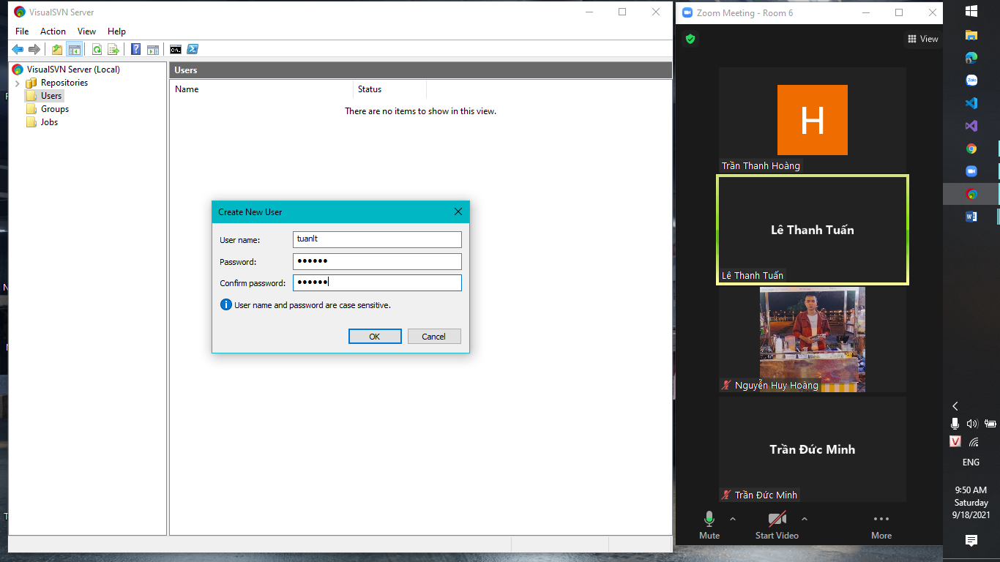 VisualSVN Server
File Action View Help
VisualSVN Server (Local)
Repositories
Users
Groups
Jobs
Users
Name Status
There are no items to show in this view.
Create New User
User name: tuanlt
Password: ••••••
Confirm password: ••••••
User name and password are case sensitive.
OK Cancel
Zoom Meeting - Room 6
View
H
Trần Thanh Hoàng
Lê Thanh Tuấn
Lê Thanh Tuấn
Nguyễn Huy Hoàng
Trần Đức Minh
Trần Đức Minh
Mute Start Video More
Zalo
ENG
9:50 AM
Saturday
9/18/2021